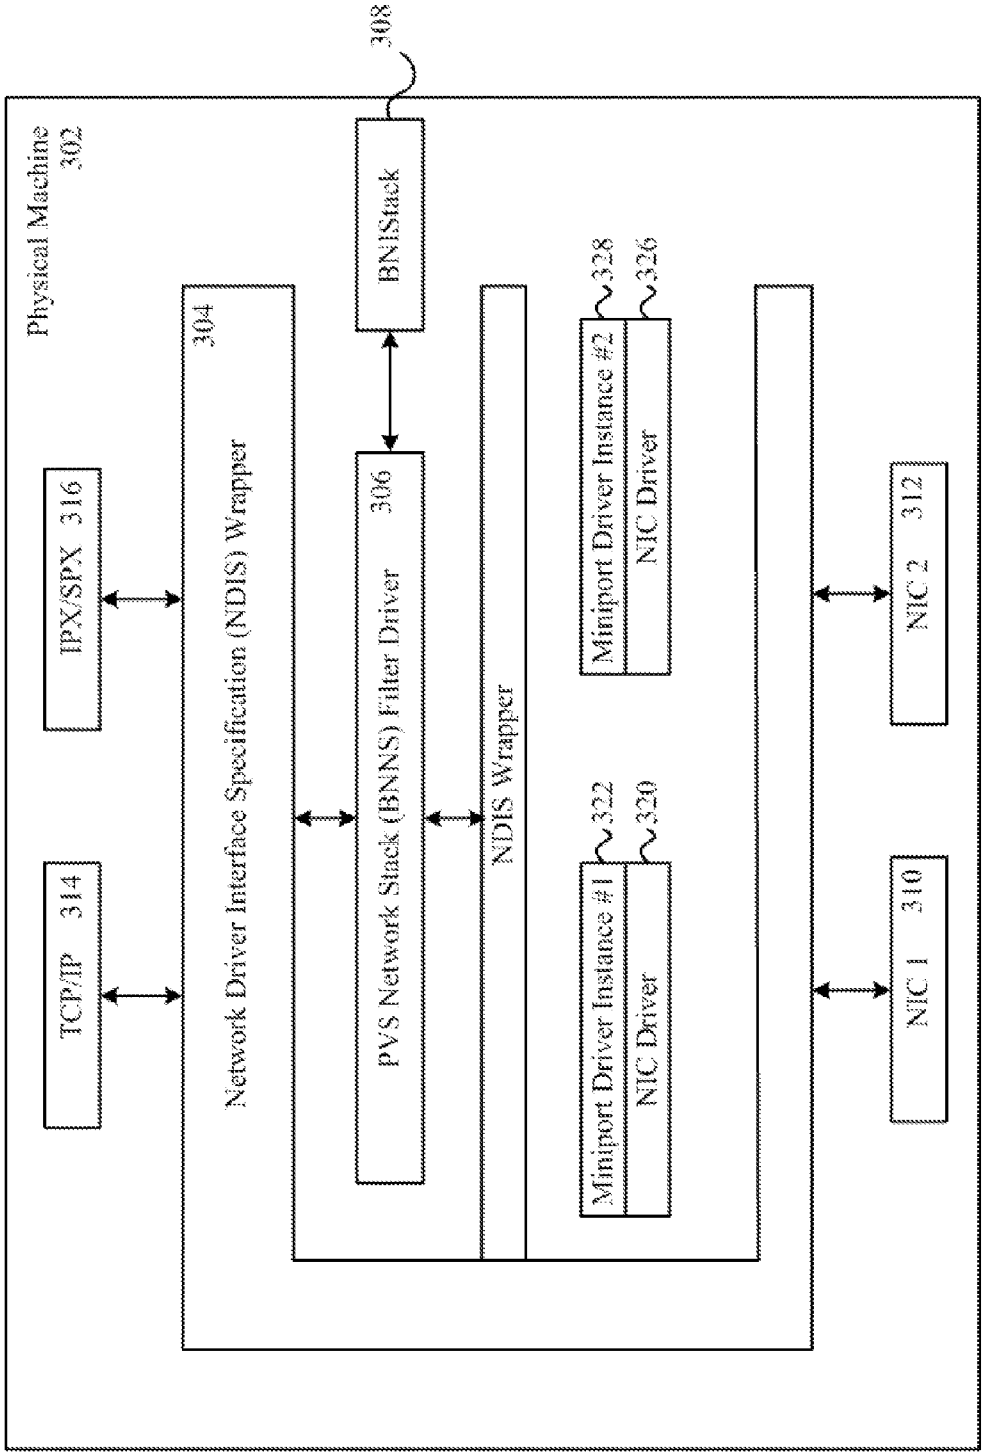 Physical Machine
302
TCP/IP 314
IPX/SPX 316
Network Driver Interface Specification (NDIS) Wrapper
304
PVS Network Stack (BNNS) Filter Driver
306
BNIStack
308
NDIS Wrapper
Miniport Driver Instance #1
322
NIC Driver
320
Miniport Driver Instance #2
328
NIC Driver
326
NIC 1 310
NIC 2 312